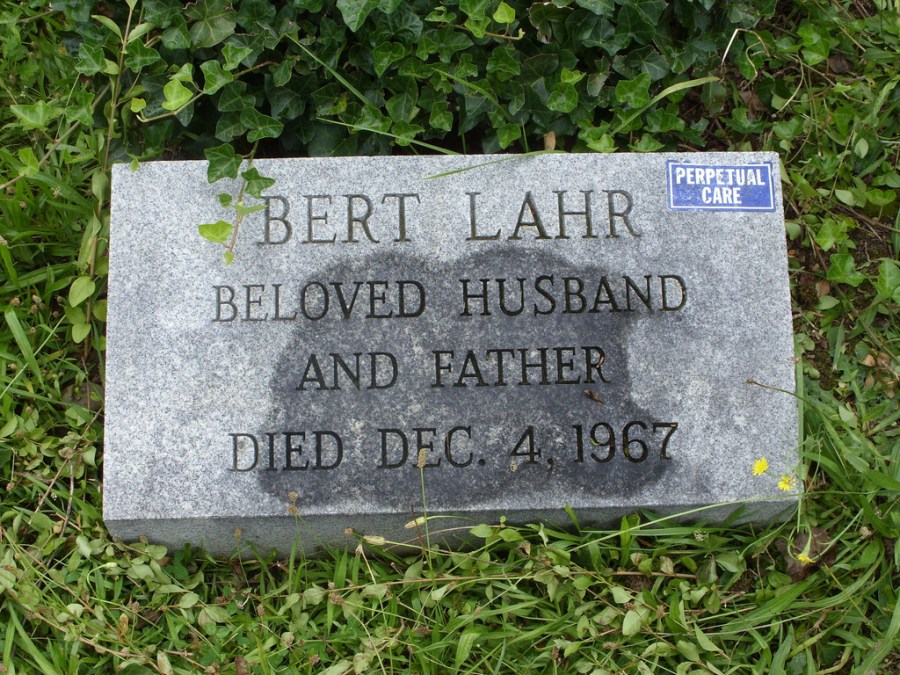 BERT LAHR
PERPETUAL
CARE
BELOVED HUSBAND
AND FATHER
DIED DEC. 4, 1967